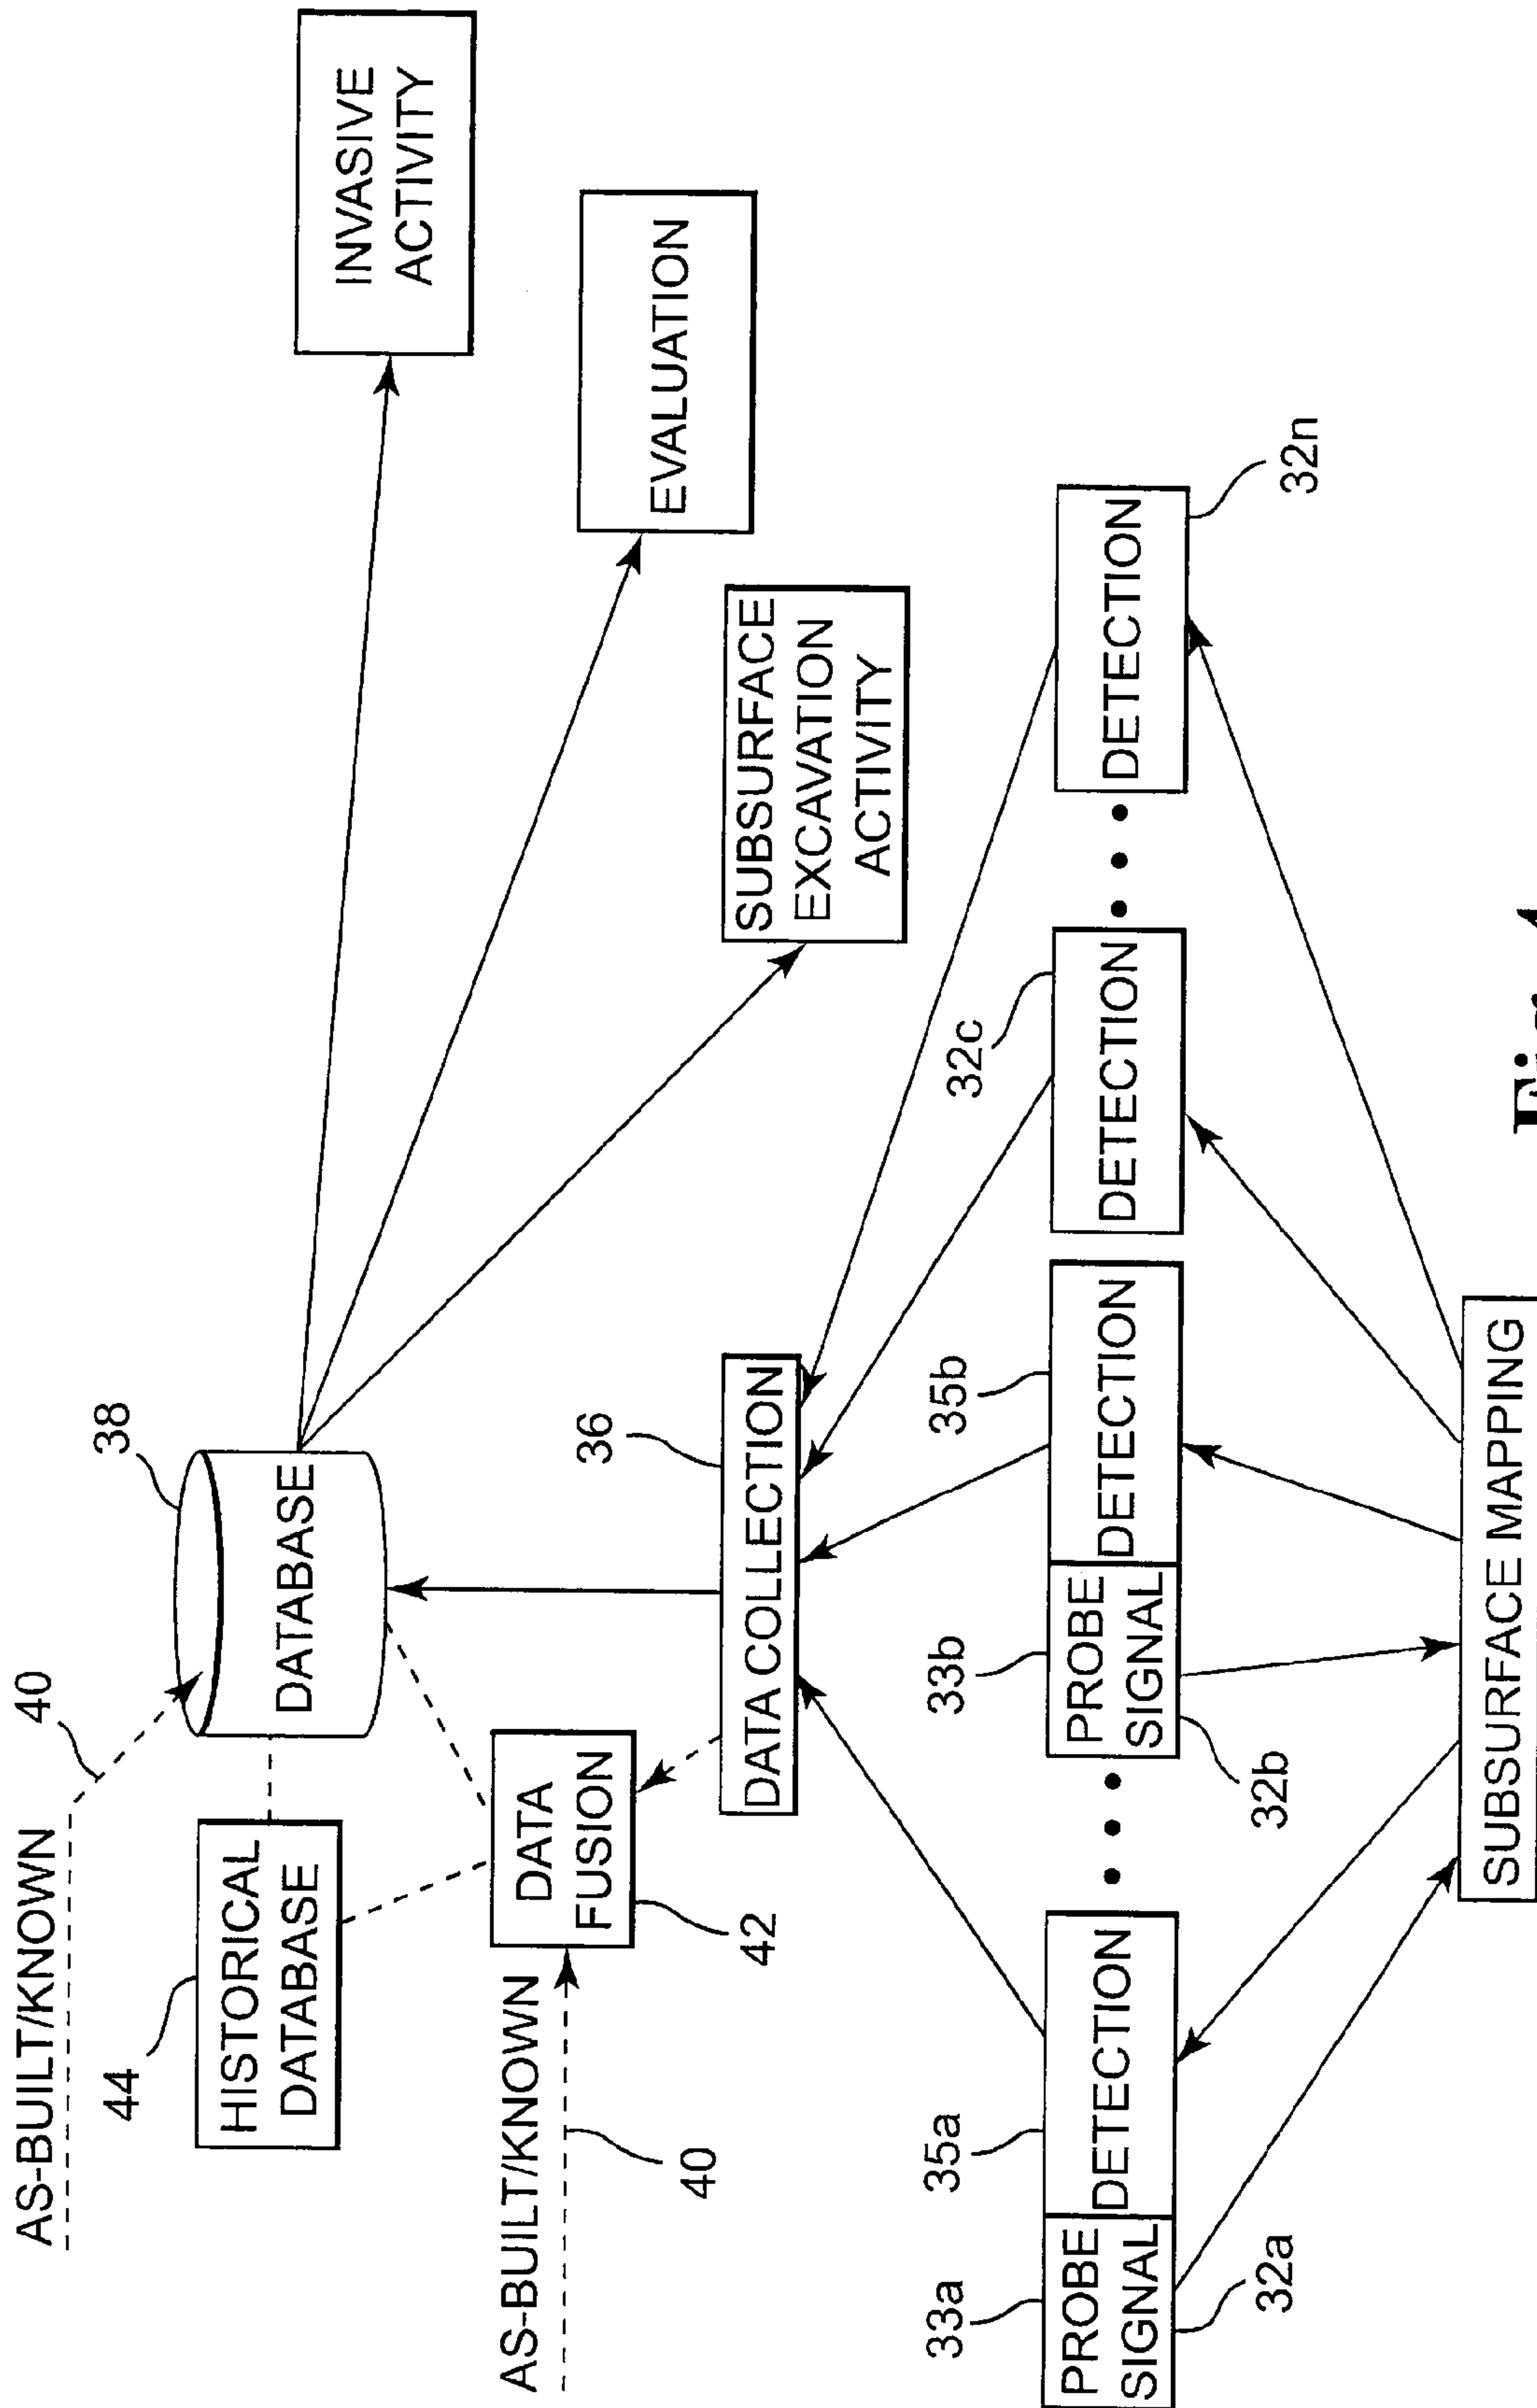 AS-BUILT/KNOWN
40
38
44
HISTORICAL
DATABASE
DATABASE
INVASIVE
ACTIVITY
AS-BUILT/KNOWN
40
DATA
FUSION
42
36
DATA COLLECTION
EVALUATION
SUBSURFACE
EXCAVATION
ACTIVITY
33a
35a
33b
35b
32c
PROBE
SIGNAL
DETECTION
PROBE
SIGNAL
DETECTION
DETECTION
DETECTION
32a
32b
32n
SUBSURFACE MAPPING